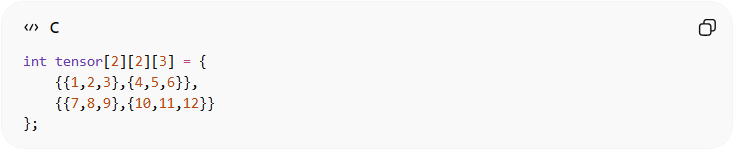 </> C
int tensor[2][2][3] = {
    {{1,2,3},{4,5,6}},
    {{7,8,9},{10,11,12}}
};